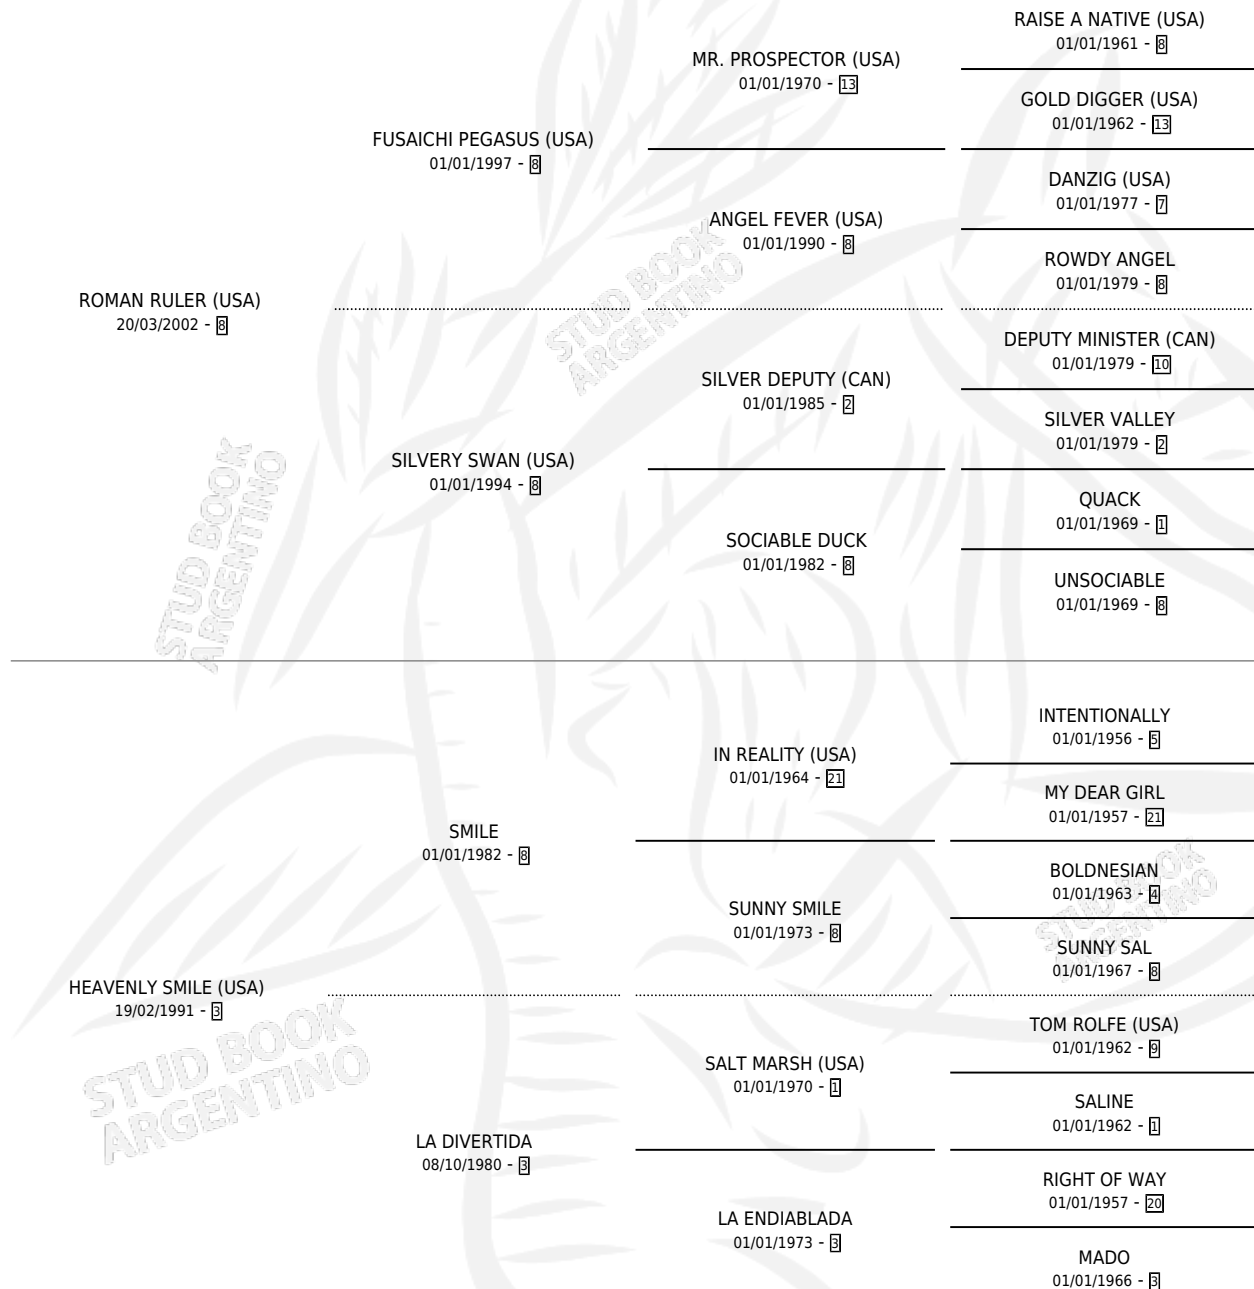 RAISE A NATIVE (USA)
01/01/1961 - 8
MR. PROSPECTOR (USA)
01/01/1970 - 13
GOLD DIGGER (USA)
01/01/1962 - 13
FUSAICHI PEGASUS (USA)
01/01/1997 - 8
DANZIG (USA)
01/01/1977 - 7
ANGEL FEVER (USA)
01/01/1990 - 8
ROWDY ANGEL
01/01/1979 - 8
ROMAN RULER (USA)
20/03/2002 - 8
DEPUTY MINISTER (CAN)
01/01/1979 - 10
SILVER DEPUTY (CAN)
01/01/1985 - 2
SILVER VALLEY
01/01/1979 - 2
SILVERY SWAN (USA)
01/01/1994 - 8
QUACK
01/01/1969 - 1
SOCIABLE DUCK
01/01/1982 - 8
UNSOCIABLE
01/01/1969 - 8
INTENTIONALLY
01/01/1956 - 5
IN REALITY (USA)
01/01/1964 - 21
MY DEAR GIRL
01/01/1957 - 21
SMILE
01/01/1982 - 8
BOLDNESIAN
01/01/1963 - 4
SUNNY SMILE
01/01/1973 - 8
SUNNY SAL
01/01/1967 - 8
HEAVENLY SMILE (USA)
19/02/1991 - 3
TOM ROLFE (USA)
01/01/1962 - 9
SALT MARSH (USA)
01/01/1970 - 1
SALINE
01/01/1962 - 1
LA DIVERTIDA
08/10/1980 - 3
RIGHT OF WAY
01/01/1957 - 20
LA ENDIABLADA
01/01/1973 - 3
MADO
01/01/1966 - 3
STUD BOOK
ARGENTINO
STUD BOOK
ARGENTINO
STUD BOOK
ARGENTINO
STUD BOOK
ARGENTINO